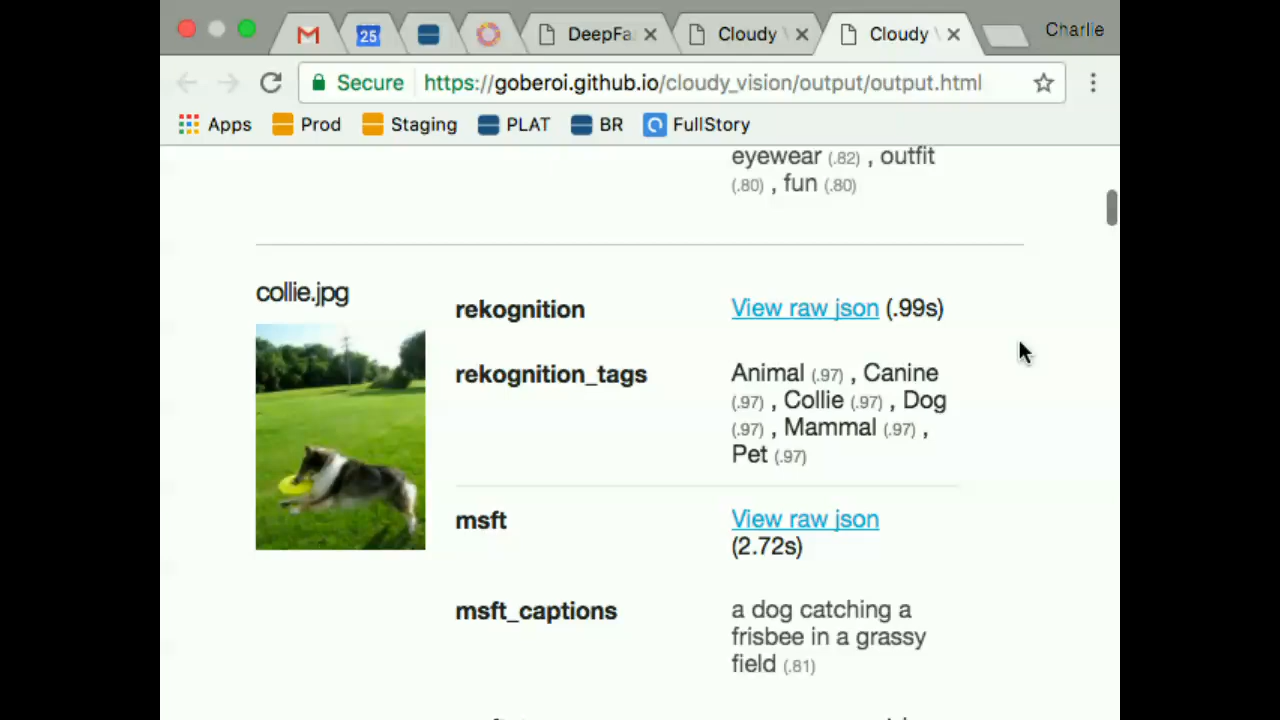 25
DeepFa
Cloudy
Cloudy
Charlie
Secure
https://goberoi.github.io/cloudy_vision/output/output.html
Apps
Prod
Staging
PLAT
BR
FullStory
eyewear (.82) , outfit
(.80) , fun (.80)
collie.jpg
rekognition
View raw json (.99s)
rekognition_tags
Animal (.97) , Canine
(.97) , Collie (.97) , Dog
(.97) , Mammal (.97) ,
Pet (.97)
msft
View raw json
(2.72s)
msft_captions
a dog catching a
frisbee in a grassy
field (.81)